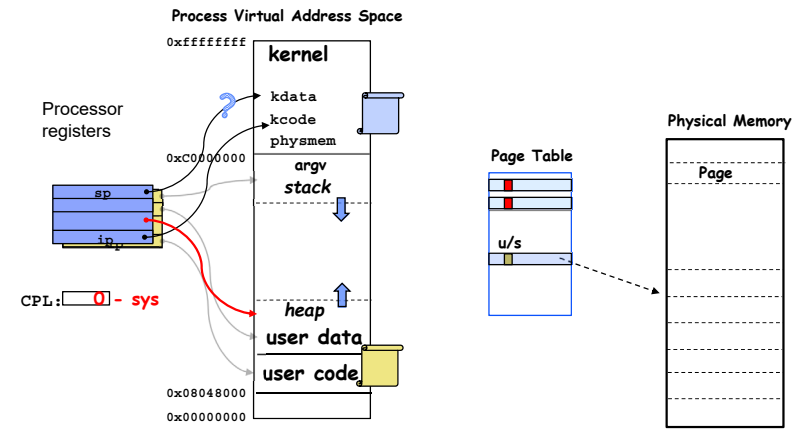 Process Virtual Address Space
0xffffffff
kernel
kdata
?
Processor
registers
kcode
physmem
Physical Memory
0xC0000000
argv
stack
Page Table
Page
sp
u/s
ip
CPL: 0 - sys
heap
user data
user code
0x08048000
0x00000000